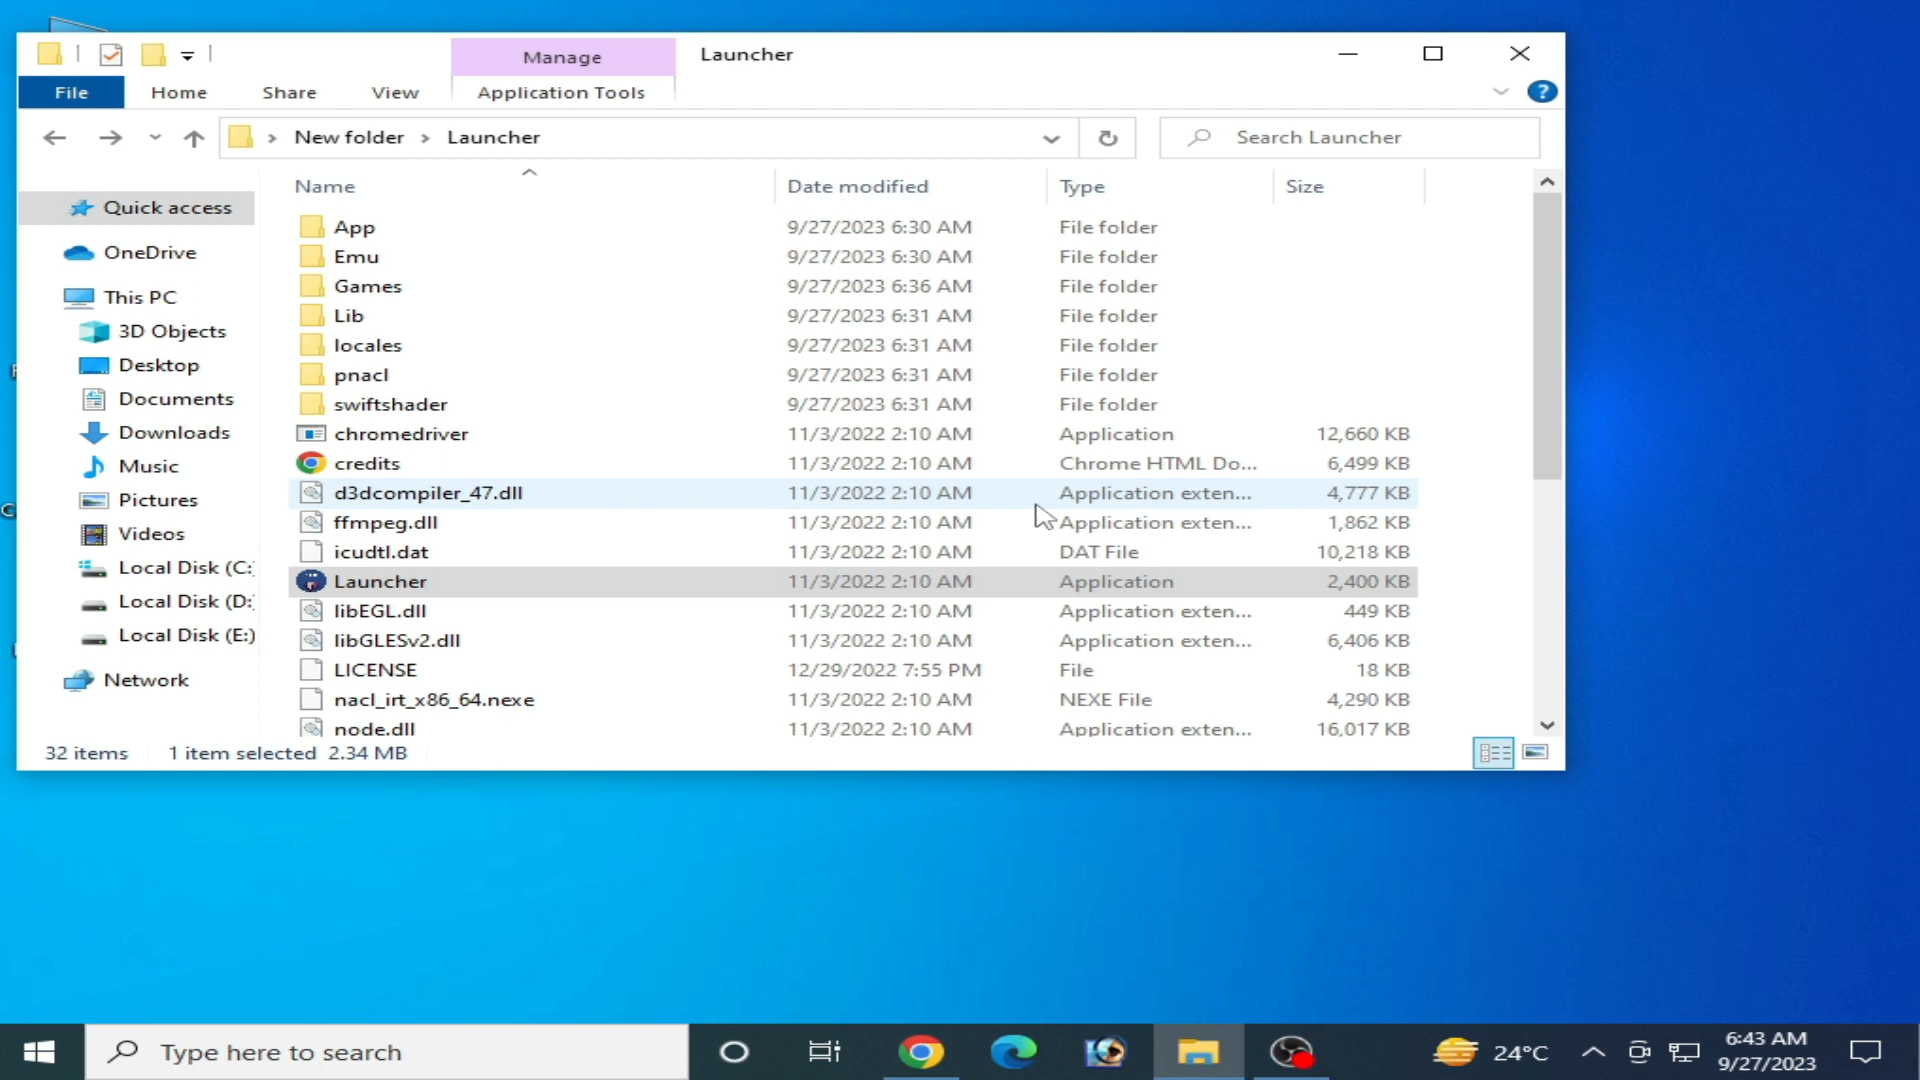 Manage
Launcher
File
Home
Share
View
Application Tools
?
New folder
Launcher
Search Launcher
Name
Date modified
Type
Size
Quick access
OneDrive
This PC
3D Objects
Desktop
Documents
Downloads
Music
Pictures
Videos
Local Disk (C:
Local Disk (D:
Local Disk (E:)
Network
App 9/27/2023 6:30 AM File folder
Emu 9/27/2023 6:30 AM File folder
Games 9/27/2023 6:36 AM File folder
Lib 9/27/2023 6:31 AM File folder
locales 9/27/2023 6:31 AM File folder
pnacl 9/27/2023 6:31 AM File folder
swiftshader 9/27/2023 6:31 AM File folder
chromedriver 11/3/2022 2:10 AM Application 12,660 KB
credits 11/3/2022 2:10 AM Chrome HTML Do... 6,499 KB
d3dcompiler_47.dll 11/3/2022 2:10 AM Application exten... 4,777 KB
ffmpeg.dll 11/3/2022 2:10 AM Application exten... 1,862 KB
icudtl.dat 11/3/2022 2:10 AM DAT File 10,218 KB
Launcher 11/3/2022 2:10 AM Application 2,400 KB
libEGL.dll 11/3/2022 2:10 AM Application exten... 449 KB
libGLESv2.dll 11/3/2022 2:10 AM Application exten... 6,406 KB
LICENSE 12/29/2022 7:55 PM File 18 KB
nacl_irt_x86_64.nexe 11/3/2022 2:10 AM NEXE File 4,290 KB
node.dll 11/3/2022 2:10 AM Application exten... 16,017 KB
32 items 1 item selected 2.34 MB
Type here to search
24°C
6:43 AM
9/27/2023